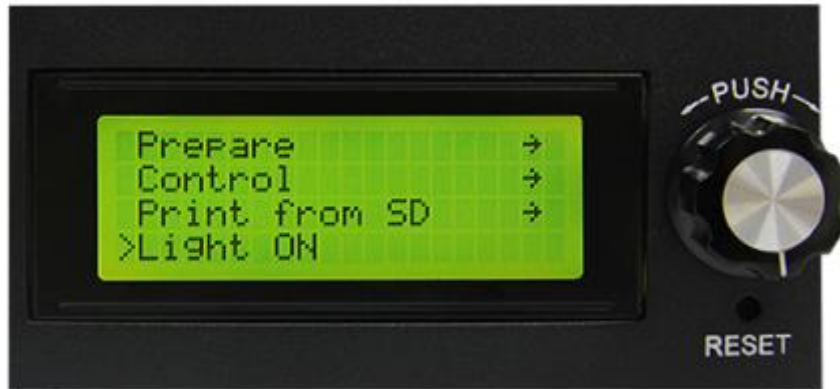 Prepare →
Control →
Print from SD →
>Light ON
PUSH
RESET